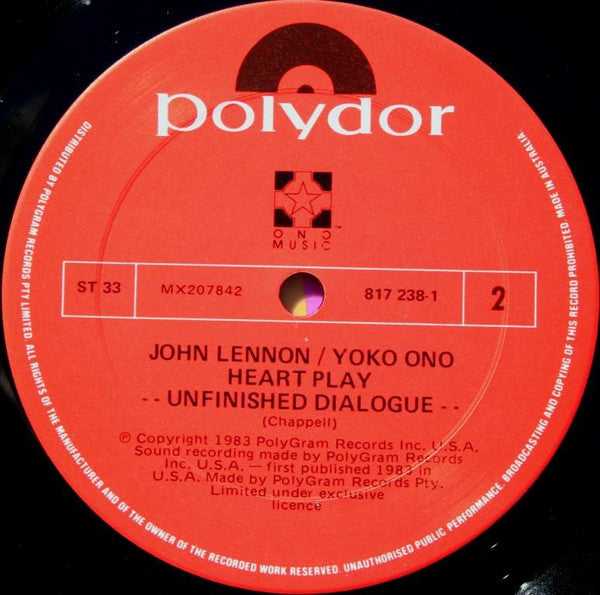 polydor
O N O
MUSIC ™
ST 33
MX207842
817 238-1
2
JOHN LENNON / YOKO ONO
HEART PLAY
- - UNFINISHED DIALOGUE - -
(Chappell)
℗ Copyright 1983 PolyGram Records Inc. U.S.A.
Sound recording made by PolyGram Records
Inc. U.S.A. — first published 1983 in
U.S.A. Made by PolyGram Records Pty.
Limited under exclusive
licence
DISTRIBUTED BY POLYGRAM RECORDS PTY LIMITED. ALL RIGHTS OF THE MANUFACTURER AND OF THE OWNER OF THE RECORDED WORK RESERVED. UNAUTHORISED PUBLIC PERFORMANCE, BROADCASTING AND COPYING OF THIS RECORD PROHIBITED. MADE IN AUSTRALIA.